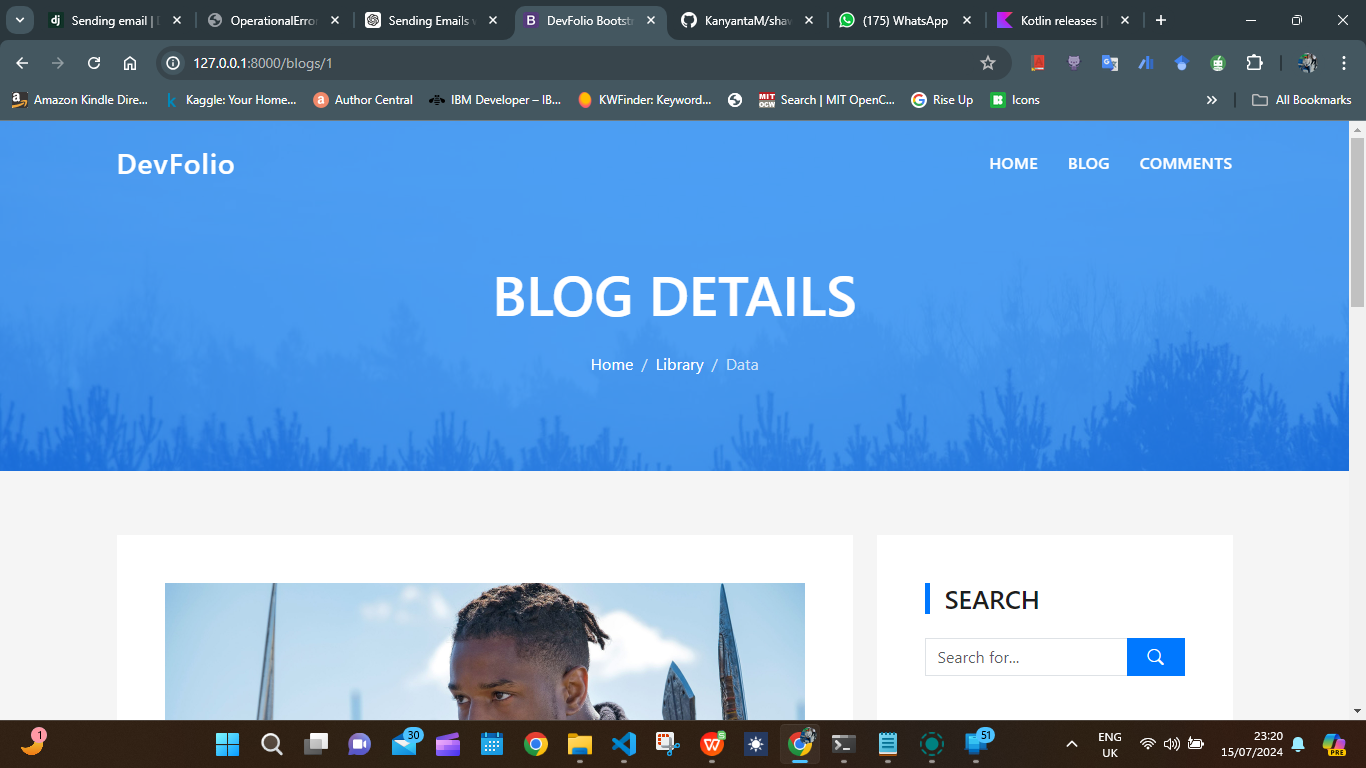 Sending email | D
OperationalError
Sending Emails w
DevFolio Bootstr
KanyantaM/shaw
(175) WhatsApp
Kotlin releases |
127.0.0.1:8000/blogs/1
Amazon Kindle Dire...
Kaggle: Your Home...
Author Central
IBM Developer – IB...
KWFinder: Keyword...
Search | MIT OpenC...
Rise Up
Icons
All Bookmarks
DevFolio
HOME
BLOG
COMMENTS
BLOG DETAILS
Home / Library / Data
SEARCH
Search for...
1
30
51
ENG
UK
23:20
15/07/2024
PRE